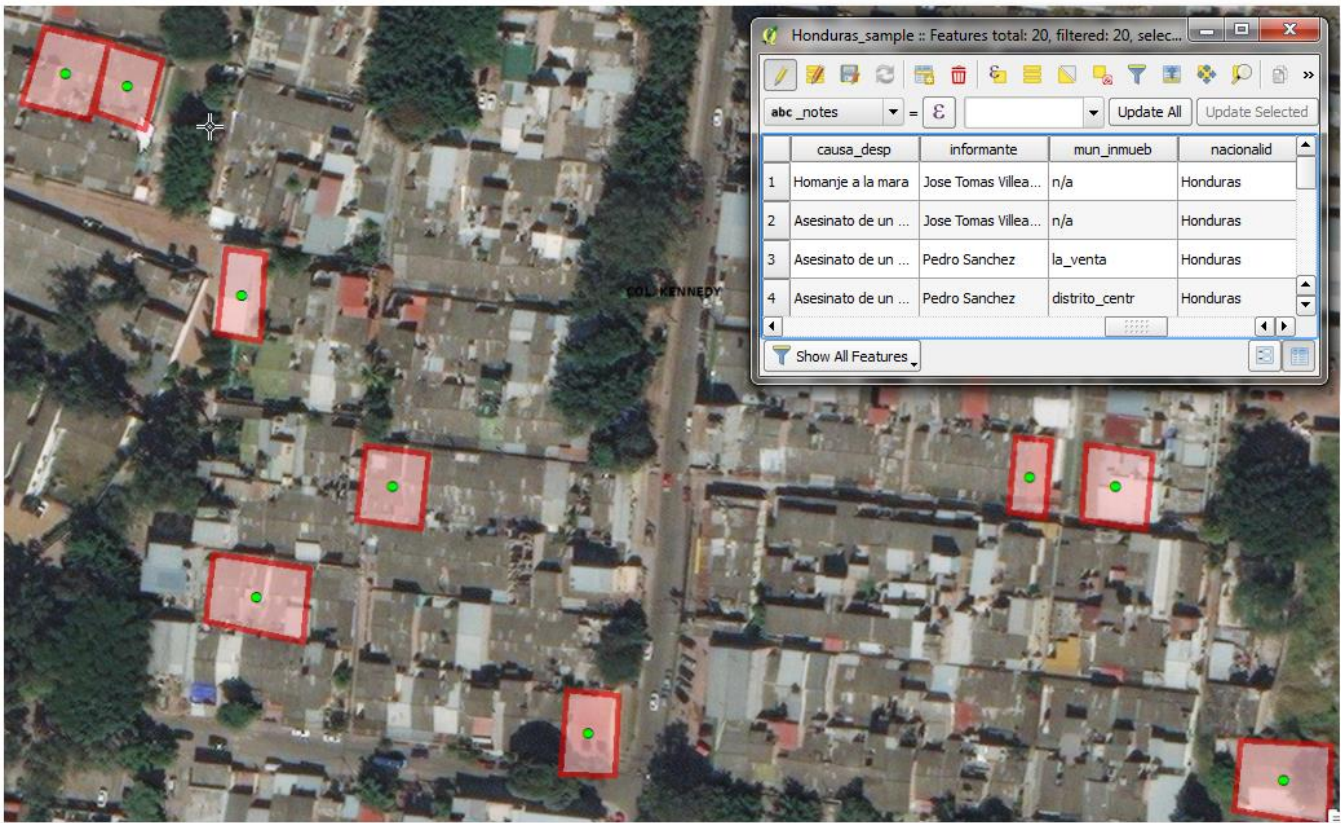 Honduras_sample :: Features total: 20, filtered: 20, selec...
abc _notes = ε Update All Update Selected
causa_desp informante mun_inmueb nacionalid
1 Homanje a la mara Jose Tomas Villea... n/a Honduras
2 Asesinato de un ... Jose Tomas Villea... n/a Honduras
3 Asesinato de un ... Pedro Sanchez la_venta Honduras
4 Asesinato de un ... Pedro Sanchez distrito_centr Honduras
Show All Features
COL. KENNEDY